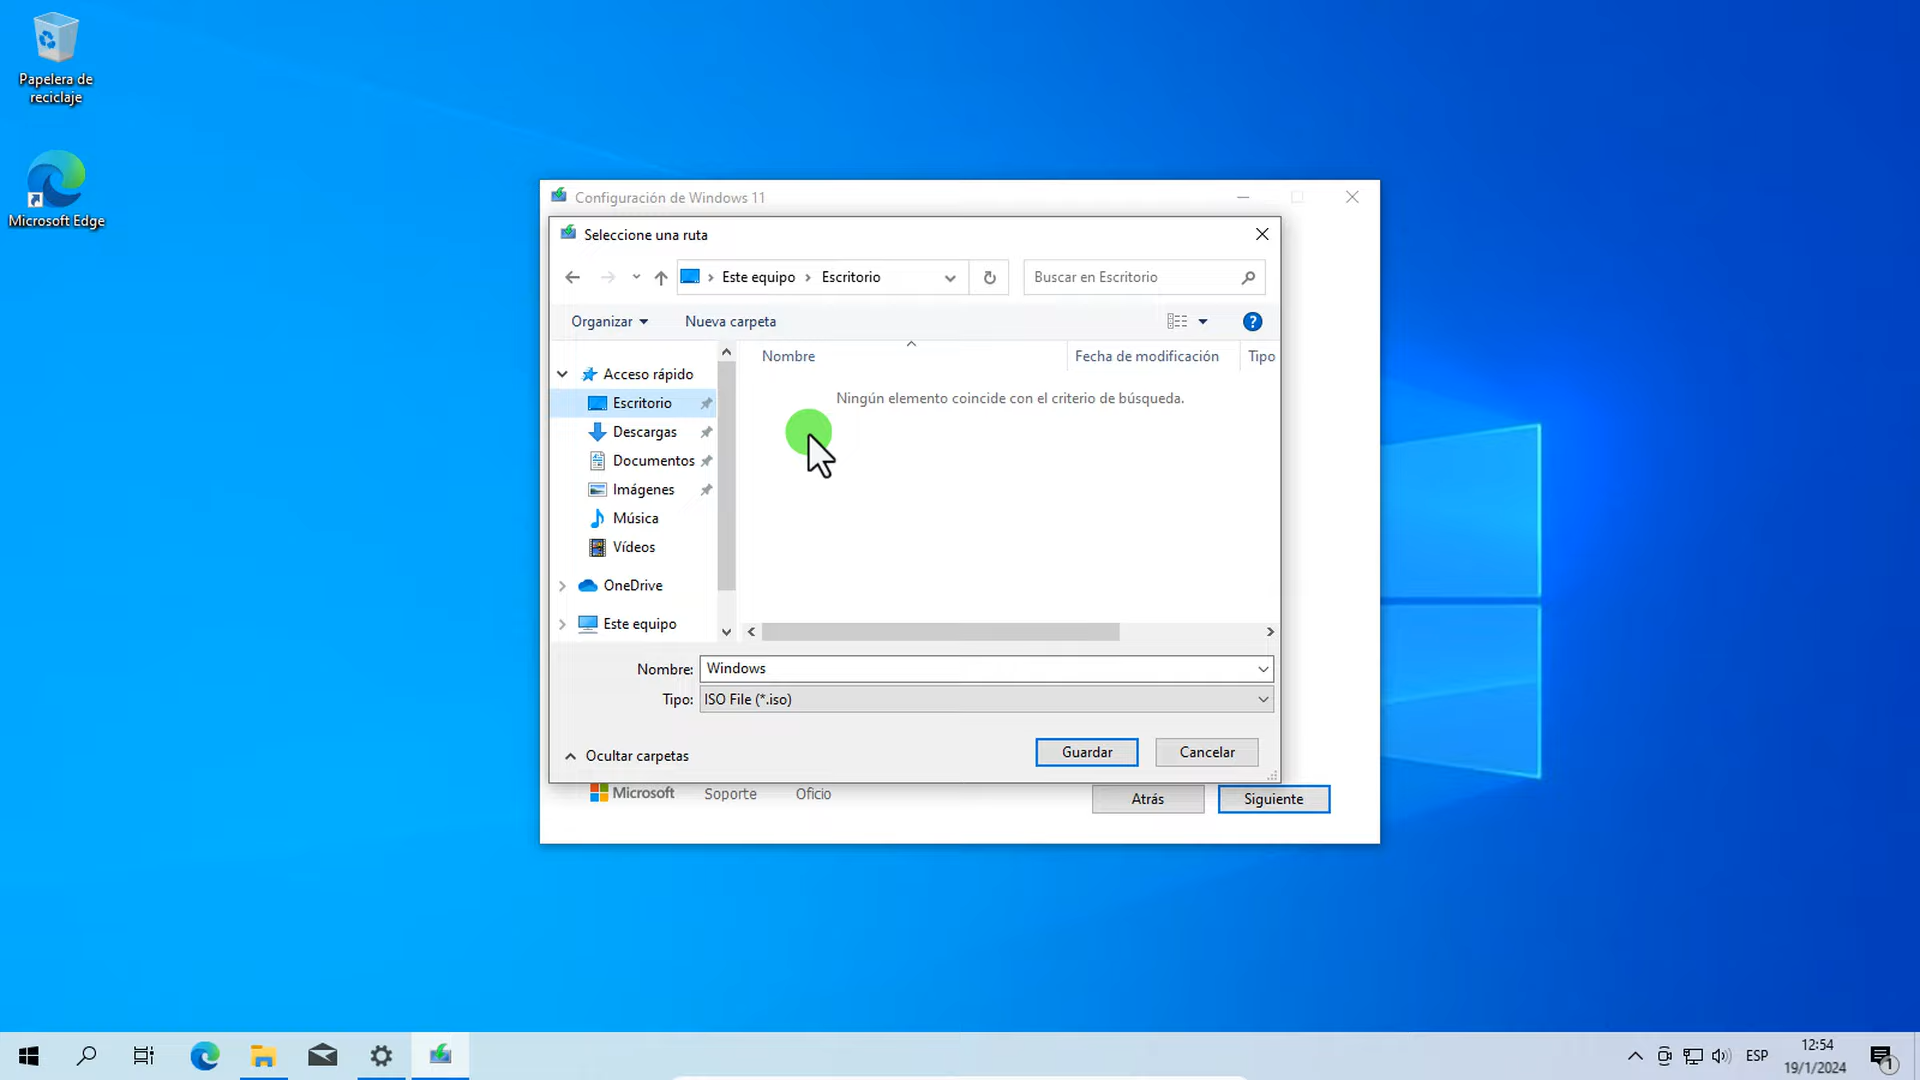 Papelera de
reciclaje
Microsoft Edge
Configuración de Windows 11
Seleccione una ruta
Este equipo
Escritorio
Buscar en Escritorio
Organizar
Nueva carpeta
?
Nombre
Fecha de modificación
Tipo
Ningún elemento coincide con el criterio de búsqueda.
Acceso rápido
Escritorio
Descargas
Documentos
Imágenes
Música
Vídeos
OneDrive
Este equipo
Nombre: Windows
Tipo: ISO File (*.iso)
Ocultar carpetas
Guardar
Cancelar
Microsoft
Soporte
Oficio
Atrás
Siguiente
ESP
12:54
19/1/2024
1